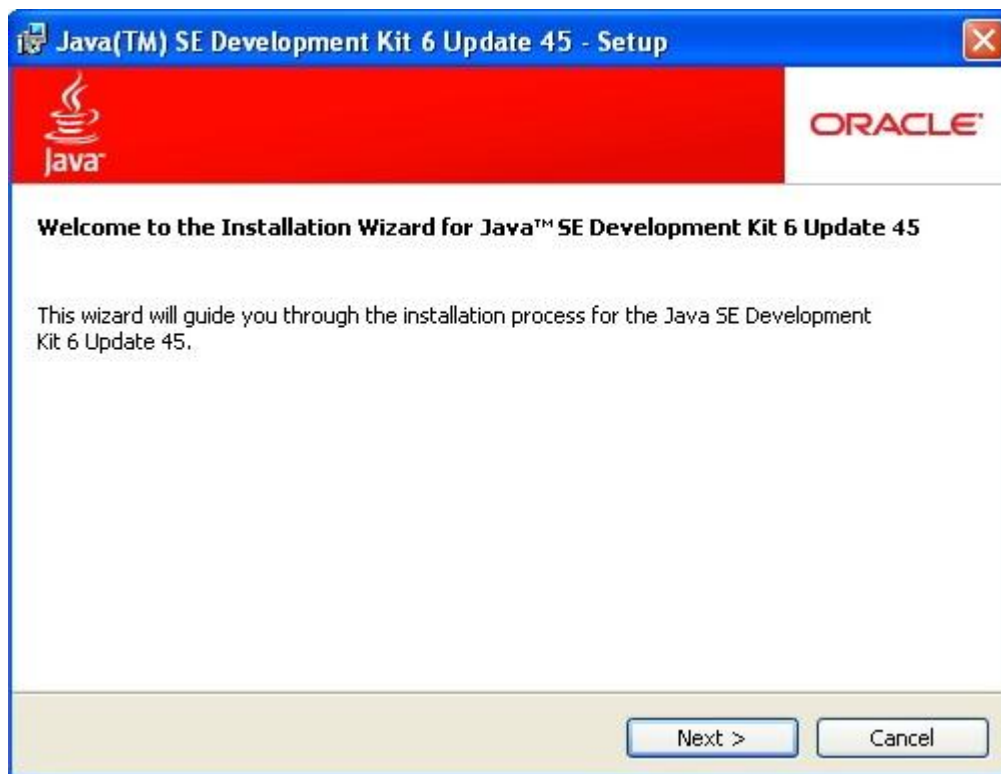 Java(TM) SE Development Kit 6 Update 45 - Setup
Java™
ORACLE®
Welcome to the Installation Wizard for Java™ SE Development Kit 6 Update 45
This wizard will guide you through the installation process for the Java SE Development
Kit 6 Update 45.
Next >
Cancel